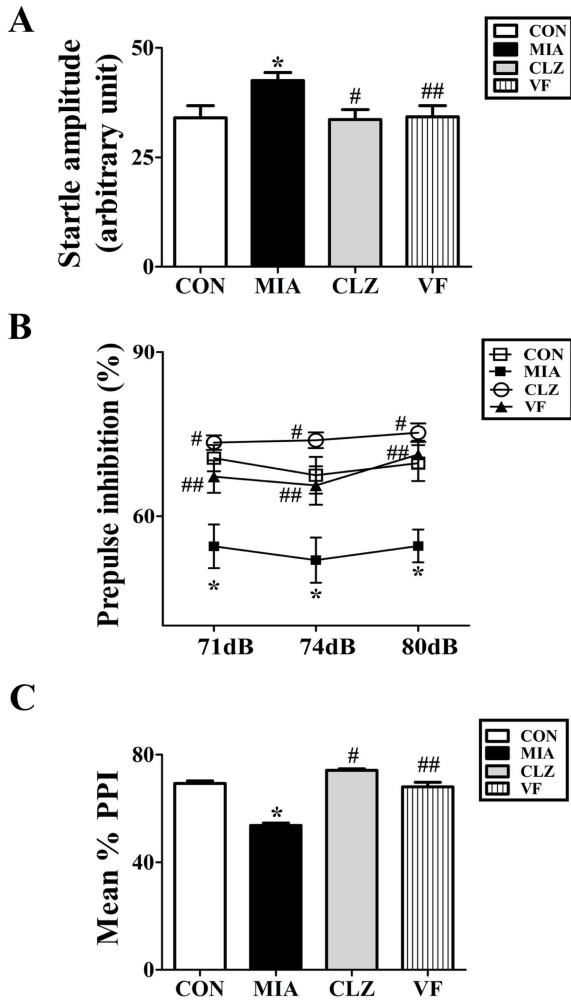 A
Startle amplitude
(arbitrary unit)
50
25
0
*
#
##
CON
MIA
CLZ
VF
CON
MIA
CLZ
VF
B
Prepulse inhibition (%)
90
60
#
#
#
##
##
##
*
*
*
71dB
74dB
80dB
CON
MIA
CLZ
VF
C
Mean % PPI
80
40
0
*
#
##
CON
MIA
CLZ
VF
CON
MIA
CLZ
VF